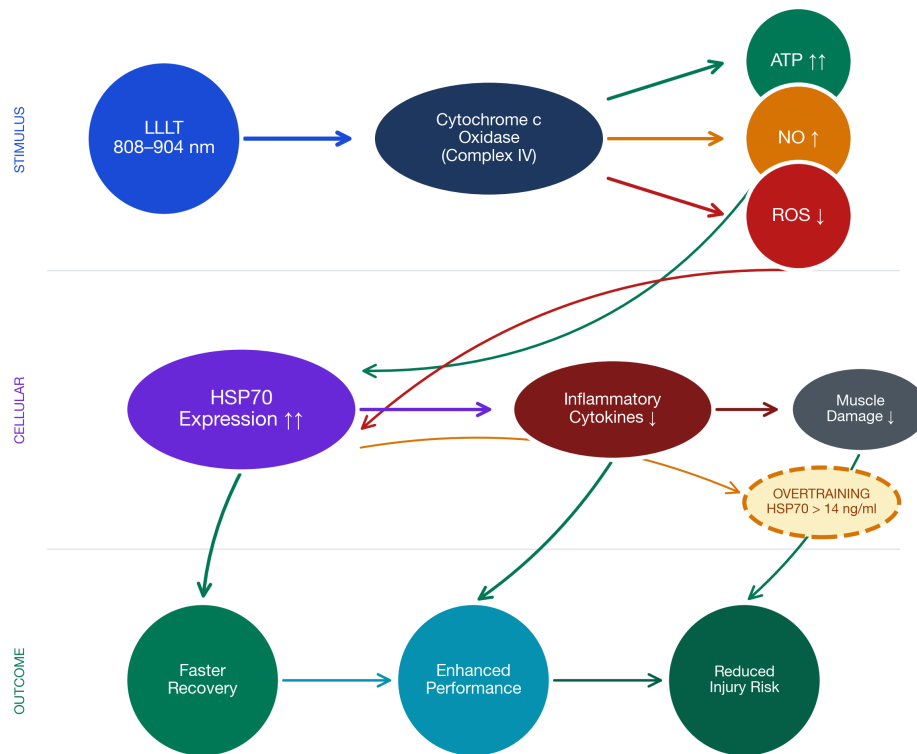 STIMULUS
LLLT
808–904 nm
Cytochrome c
Oxidase
(Complex IV)
ATP ↑↑
NO ↑
ROS ↓
CELLULAR
HSP70
Expression ↑↑
Inflammatory
Cytokines ↓
Muscle
Damage ↓
OVERTRAINING
HSP70 > 14 ng/ml
OUTCOME
Faster
Recovery
Enhanced
Performance
Reduced
Injury Risk